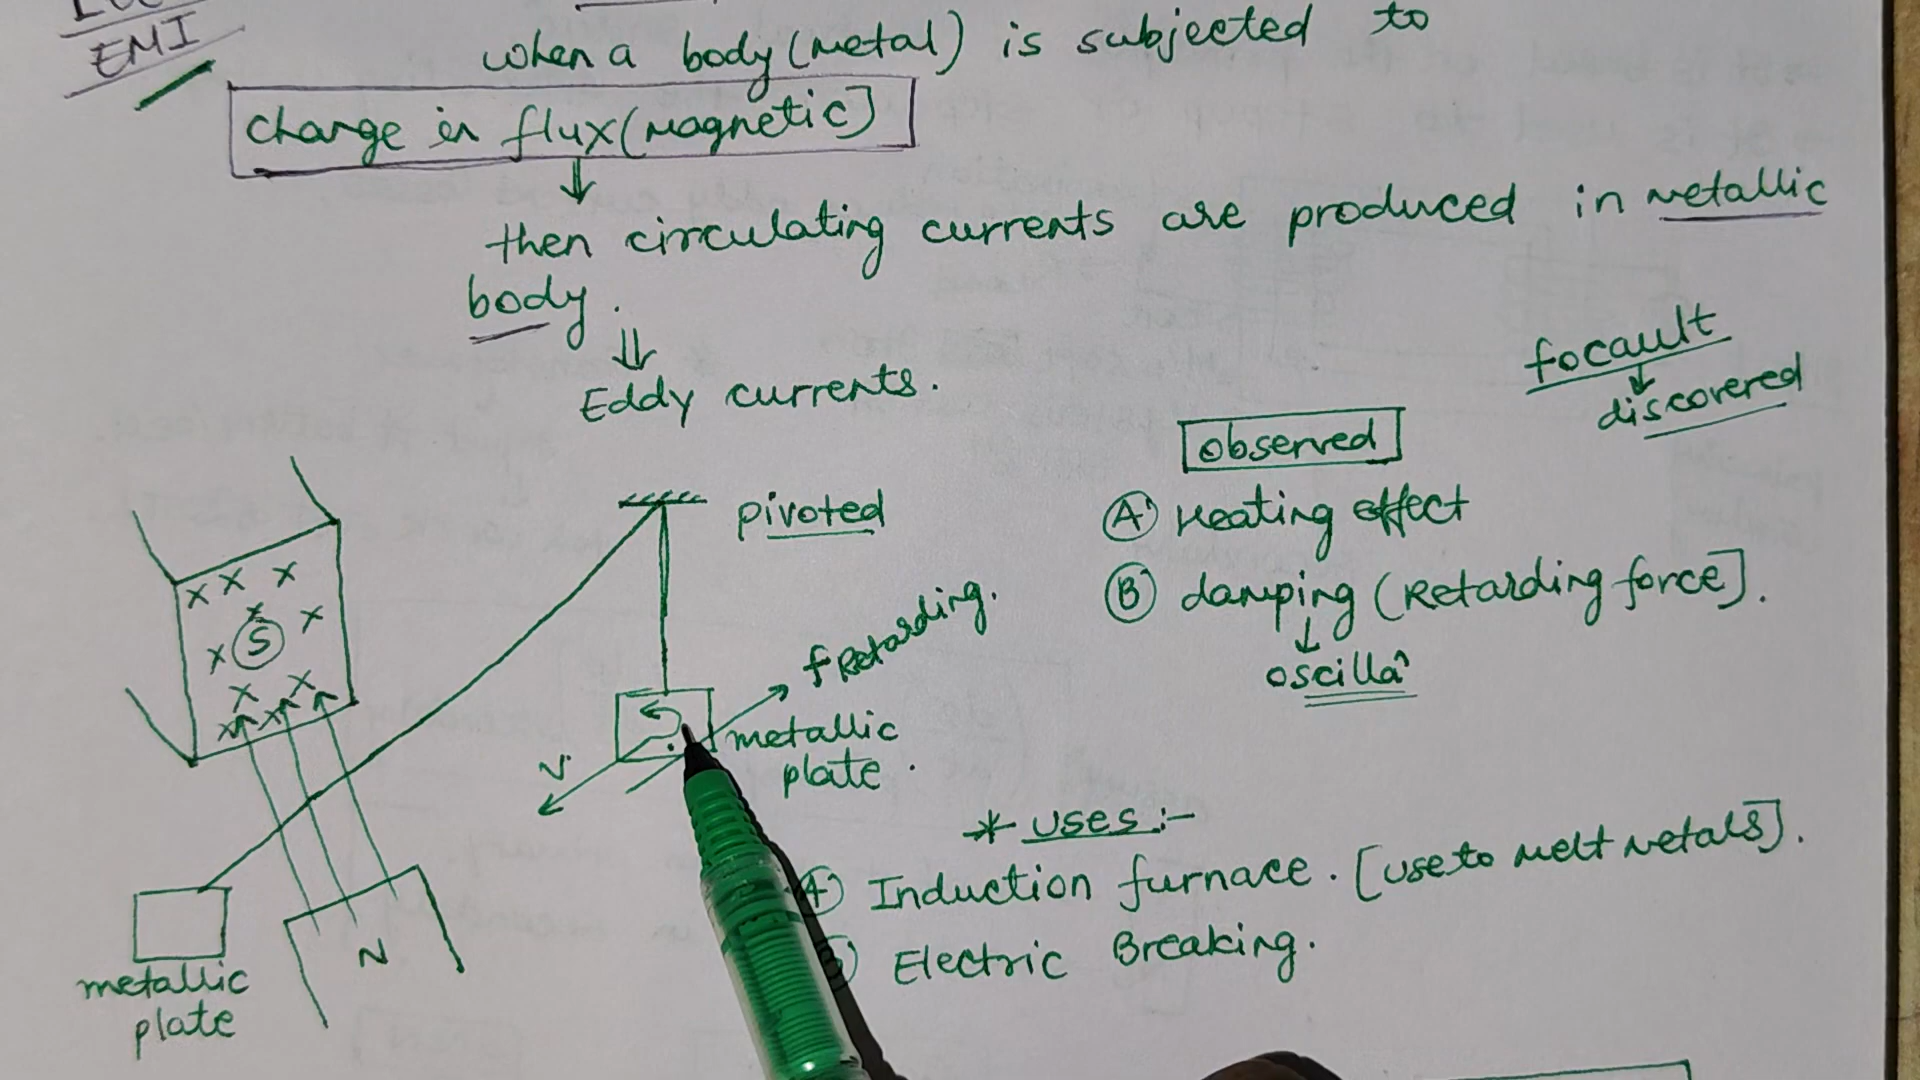 EMI
when a body (metal) is subjected to
change in flux (magnetic]
then circulating currents are produced in metallic
body.
Eddy currents.
focault
discovered
observed
pivoted
(A) Heating effect
(B) damping (Retarding force].
oscillaˆ
f Retarding.
S
V.
metallic
plate.
* uses :-
(A) Induction furnace. [use to melt metals].
Electric Breaking.
N
metallic
plate